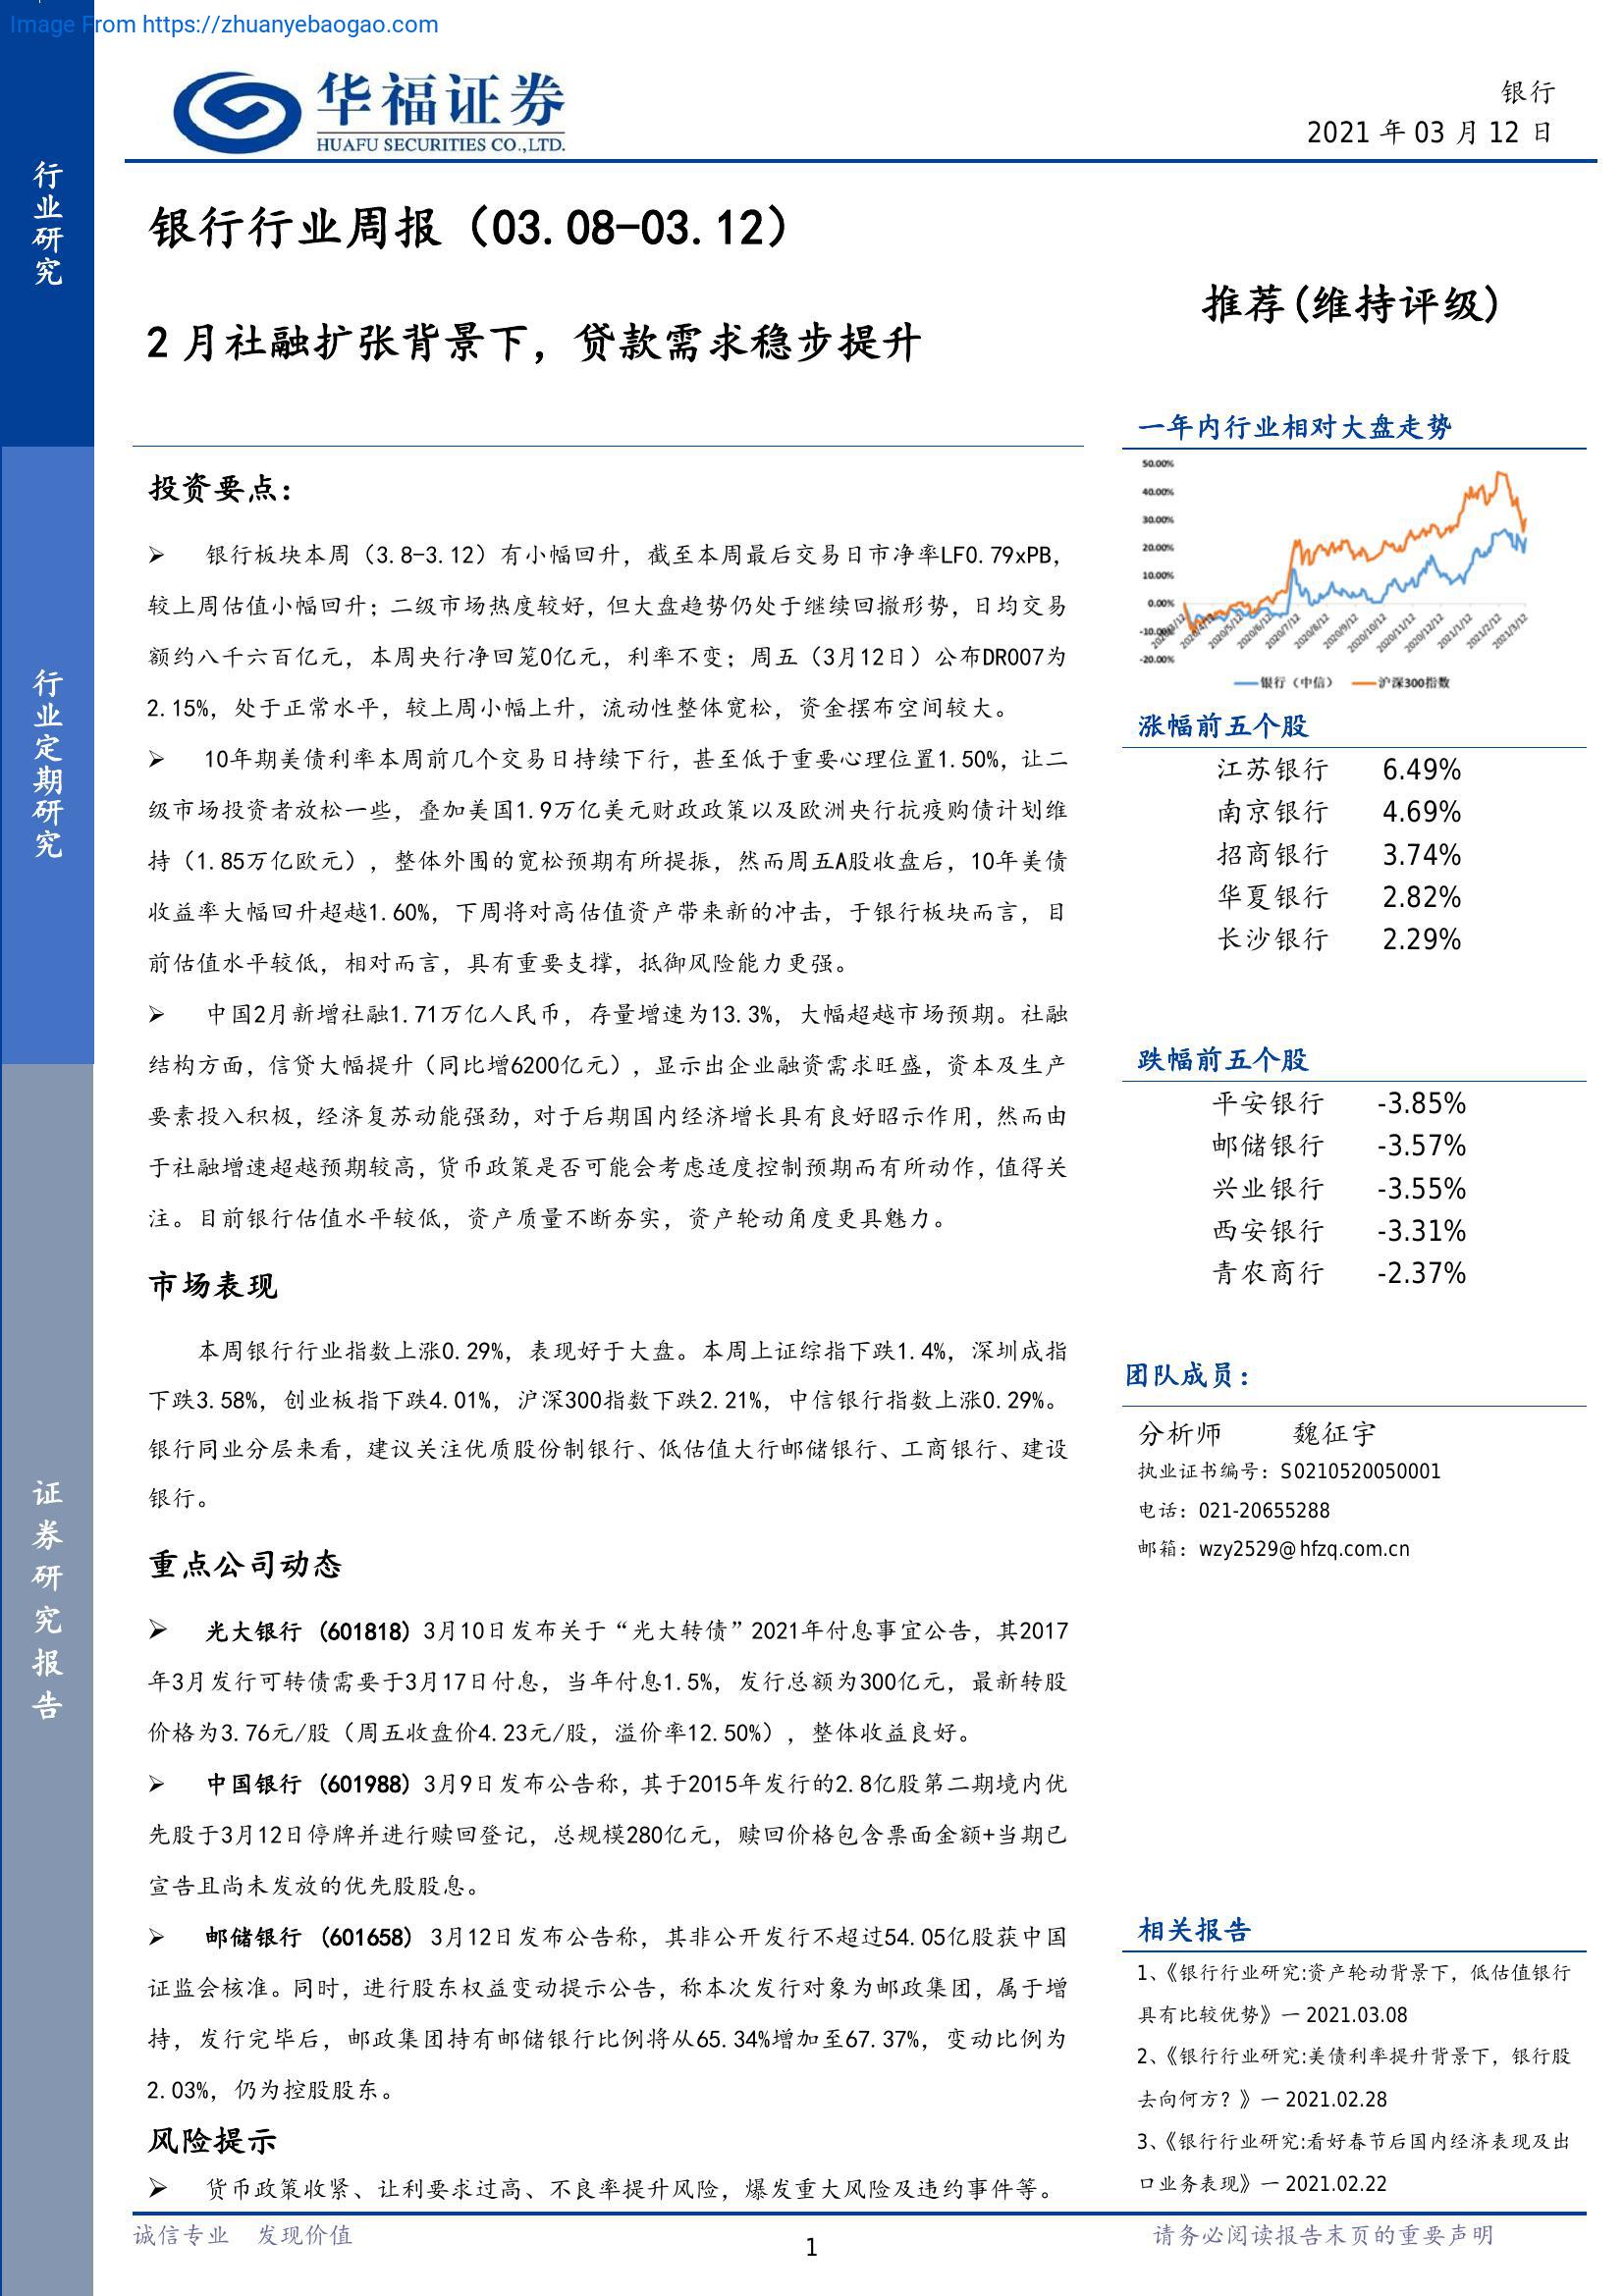 Image From https://zhuanyebaogao.com
华福证券
HUAFU SECURITIES CO.,LTD.
银行
2021 年 03 月 12 日
行业研究
行业定期研究
证券研究报告
银行行业周报（03.08-03.12）
2 月社融扩张背景下，贷款需求稳步提升
投资要点：
➢ 银行板块本周（3.8-3.12）有小幅回升，截至本周最后交易日市净率LF0.79xPB，
较上周估值小幅回升；二级市场热度较好，但大盘趋势仍处于继续回撤形势，日均交易
额约八千六百亿元，本周央行净回笼0亿元，利率不变；周五（3月12日）公布DR007为
2.15%，处于正常水平，较上周小幅上升，流动性整体宽松，资金摆布空间较大。
➢ 10年期美债利率本周前几个交易日持续下行，甚至低于重要心理位置1.50%，让二
级市场投资者放松一些，叠加美国1.9万亿美元财政政策以及欧洲央行抗疫购债计划维
持（1.85万亿欧元），整体外围的宽松预期有所提振，然而周五A股收盘后，10年美债
收益率大幅回升超越1.60%，下周将对高估值资产带来新的冲击，于银行板块而言，目
前估值水平较低，相对而言，具有重要支撑，抵御风险能力更强。
➢ 中国2月新增社融1.71万亿人民币，存量增速为13.3%，大幅超越市场预期。社融
结构方面，信贷大幅提升（同比增6200亿元），显示出企业融资需求旺盛，资本及生产
要素投入积极，经济复苏动能强劲，对于后期国内经济增长具有良好昭示作用，然而由
于社融增速超越预期较高，货币政策是否可能会考虑适度控制预期而有所动作，值得关
注。目前银行估值水平较低，资产质量不断夯实，资产轮动角度更具魅力。
市场表现
本周银行行业指数上涨0.29%，表现好于大盘。本周上证综指下跌1.4%，深圳成指
下跌3.58%，创业板指下跌4.01%，沪深300指数下跌2.21%，中信银行指数上涨0.29%。
银行同业分层来看，建议关注优质股份制银行、低估值大行邮储银行、工商银行、建设
银行。
重点公司动态
➢ 光大银行（601818）3月10日发布关于“光大转债”2021年付息事宜公告，其2017
年3月发行可转债需要于3月17日付息，当年付息1.5%，发行总额为300亿元，最新转股
价格为3.76元/股（周五收盘价4.23元/股，溢价率12.50%），整体收益良好。
➢ 中国银行（601988）3月9日发布公告称，其于2015年发行的2.8亿股第二期境内优
先股于3月12日停牌并进行赎回登记，总规模280亿元，赎回价格包含票面金额+当期已
宣告且尚未发放的优先股股息。
➢ 邮储银行（601658）3月12日发布公告称，其非公开发行不超过54.05亿股获中国
证监会核准。同时，进行股东权益变动提示公告，称本次发行对象为邮政集团，属于增
持，发行完毕后，邮政集团持有邮储银行比例将从65.34%增加至67.37%，变动比例为
2.03%，仍为控股股东。
风险提示
➢ 货币政策收紧、让利要求过高、不良率提升风险，爆发重大风险及违约事件等。
推荐(维持评级)
一年内行业相对大盘走势
50.00%
40.00%
30.00%
20.00%
10.00%
0.00%
-10.00%
-20.00%
2020/5/12
2020/6/12
2020/7/12
2020/8/12
2020/9/12
2020/10/12
2020/11/12
2020/12/12
2021/1/12
2021/2/12
2021/3/12
银行（中信） 沪深300指数
涨幅前五个股
江苏银行 6.49%
南京银行 4.69%
招商银行 3.74%
华夏银行 2.82%
长沙银行 2.29%
跌幅前五个股
平安银行 -3.85%
邮储银行 -3.57%
兴业银行 -3.55%
西安银行 -3.31%
青农商行 -2.37%
团队成员：
分析师 魏征宇
执业证书编号：S0210520050001
电话：021-20655288
邮箱：wzy2529@hfzq.com.cn
相关报告
1、《银行行业研究:资产轮动背景下，低估值银行
具有比较优势》一 2021.03.08
2、《银行行业研究:美债利率提升背景下，银行股
去向何方？》一 2021.02.28
3、《银行行业研究:看好春节后国内经济表现及出
口业务表现》一 2021.02.22
诚信专业 发现价值
1
请务必阅读报告末页的重要声明